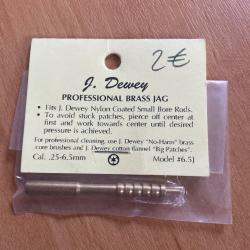 2€
J. Dewey
PROFESSIONAL BRASS JAG
• Fits J. Dewey Nylon Coated Small Bore Rods.
• To avoid stuck patches, pierce off center at
first and work towards center until desired
pressure is achieved.
For professional cleaning, use J. Dewey "No-Harm" brass
core brushes and J. Dewey cotton flannel "Big Patches".
Cal. .25-6.5mm
Model #6.5J